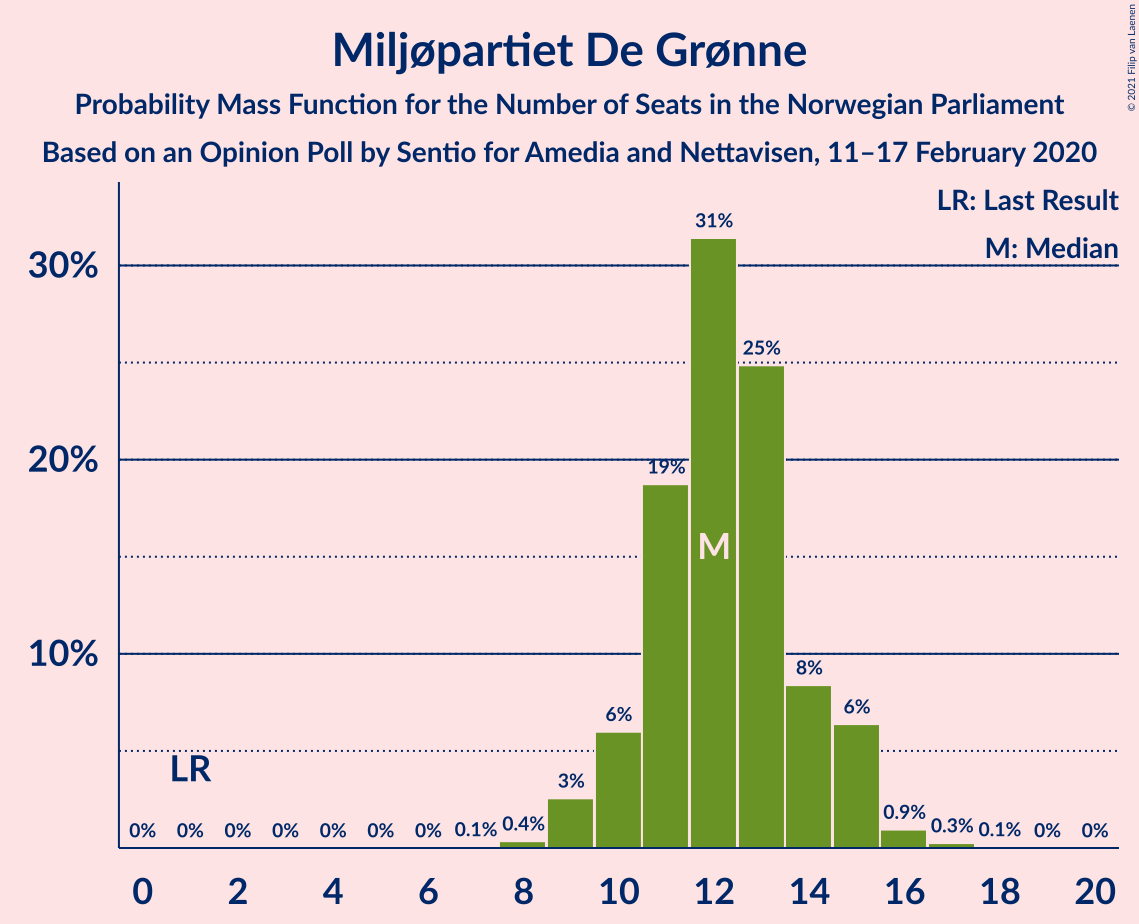 Miljøpartiet De Grønne
Probability Mass Function for the Number of Seats in the Norwegian Parliament
Based on an Opinion Poll by Sentio for Amedia and Nettavisen, 11–17 February 2020
© 2021 Filip van Laenen
LR: Last Result
M: Median
30%
20%
10%
LR
M
0% 0% 0% 0% 0% 0% 0% 0.1% 0.4% 3% 6% 19% 31% 25% 8% 6% 0.9% 0.3% 0.1% 0% 0%
0 2 4 6 8 10 12 14 16 18 20